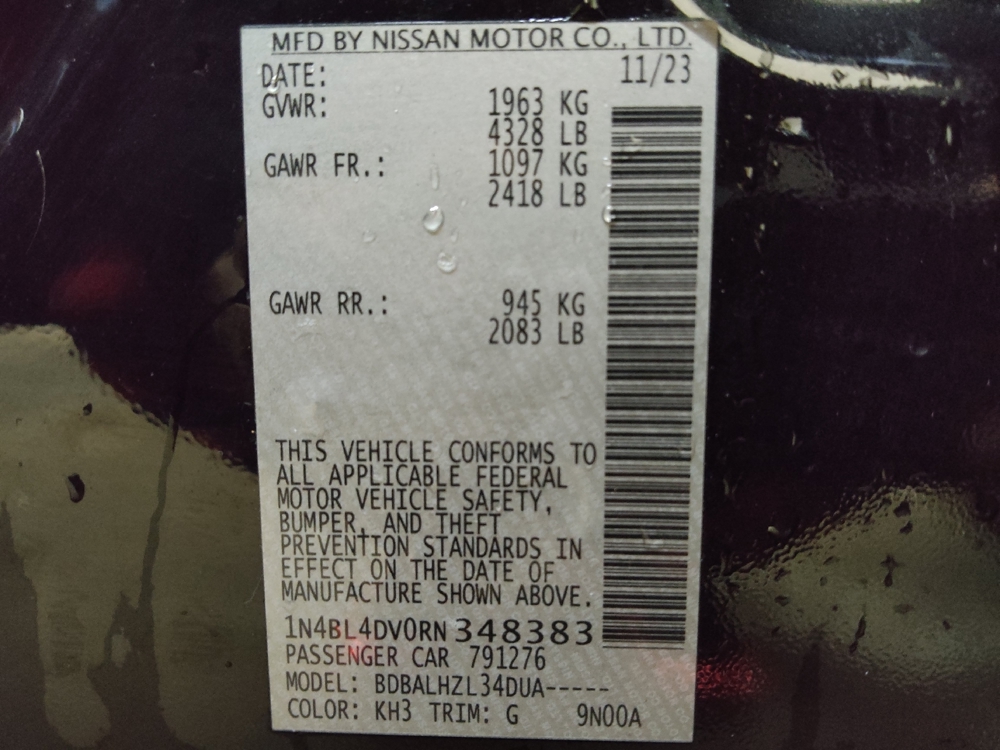 MFD BY NISSAN MOTOR CO., LTD.
DATE: 11/23
GVWR: 1963 KG
4328 LB
GAWR FR.: 1097 KG
2418 LB
GAWR RR.: 945 KG
2083 LB
THIS VEHICLE CONFORMS TO
ALL APPLICABLE FEDERAL
MOTOR VEHICLE SAFETY,
BUMPER, AND THEFT
PREVENTION STANDARDS IN
EFFECT ON THE DATE OF
MANUFACTURE SHOWN ABOVE.
1N4BL4DV0RN 348383
PASSENGER CAR 791276
MODEL: BDBALHZL34DUA-----
COLOR: KH3 TRIM: G 9N00A